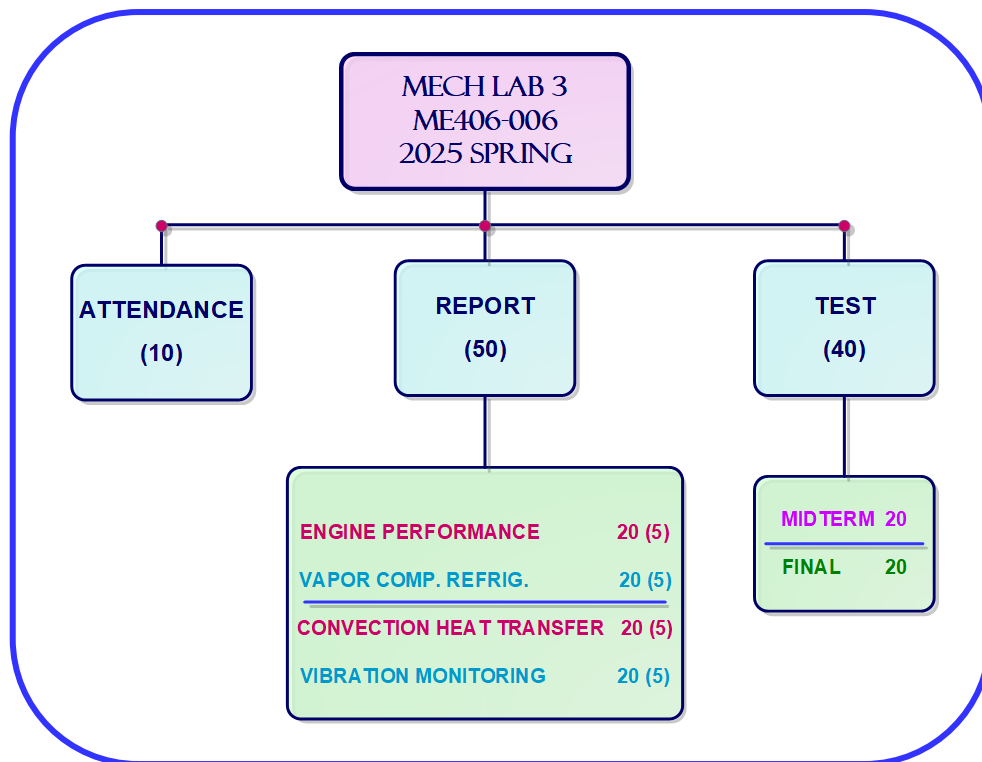 MECH LAB 3
ME406-006
2025 SPRING
ATTENDANCE
(10)
REPORT
(50)
TEST
(40)
ENGINE PERFORMANCE 20 (5)
VAPOR COMP. REFRIG. 20 (5)
CONVECTION HEAT TRANSFER 20 (5)
VIBRATION MONITORING 20 (5)
MIDTERM 20
FINAL 20